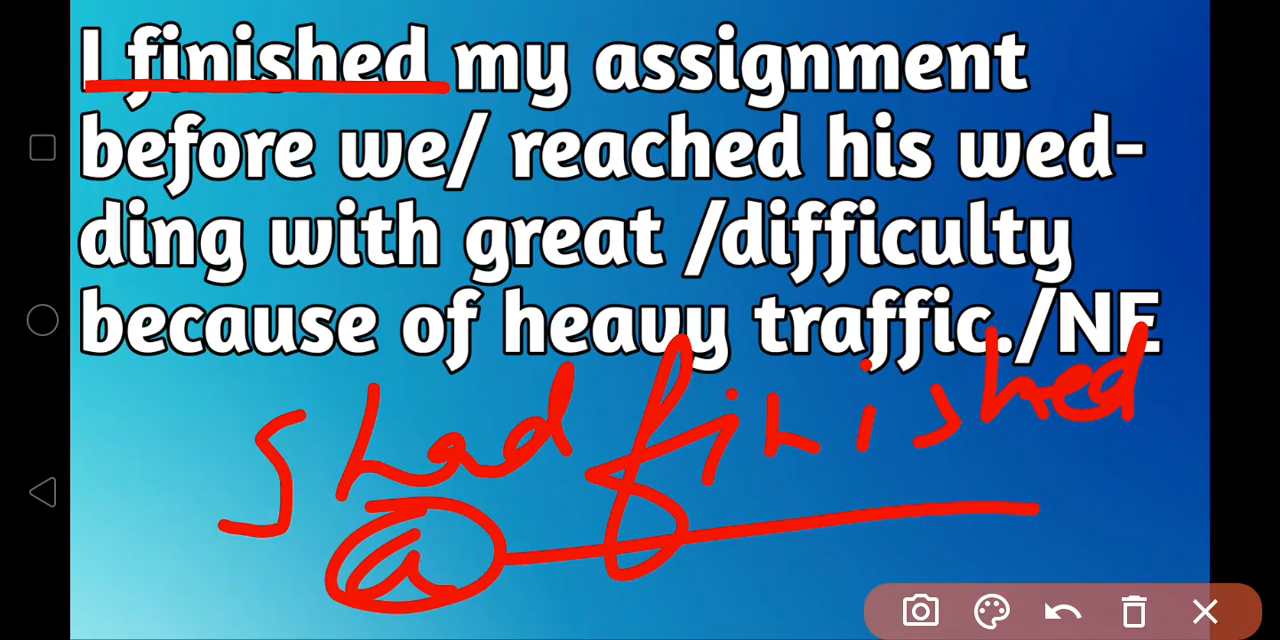 I finished my assignment
before we/ reached his wed-
ding with great /difficulty
because of heavy traffic./NE
I had finished
a